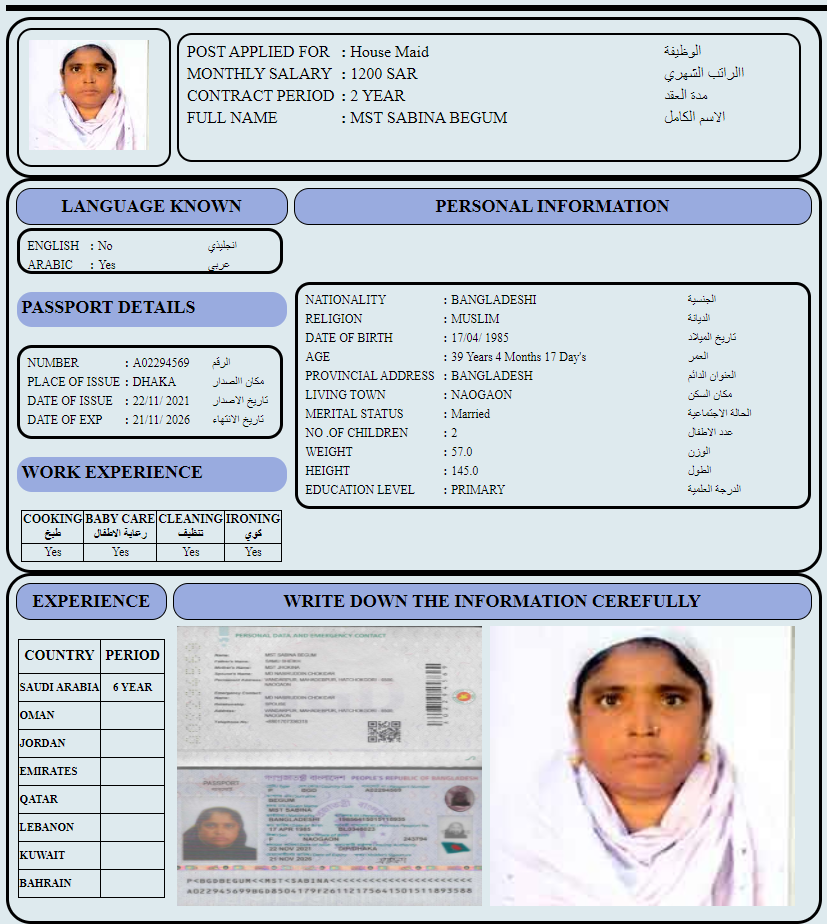 POST APPLIED FOR : House Maid الوظيفة
MONTHLY SALARY : 1200 SAR االراتب الشهري
CONTRACT PERIOD : 2 YEAR مدة العقد
FULL NAME : MST SABINA BEGUM الاسم الكامل
LANGUAGE KNOWN
ENGLISH : No انجليذي
ARABIC : Yes عربي
PASSPORT DETAILS
NUMBER : A02294569 الرقم
PLACE OF ISSUE : DHAKA مكان االصدار
DATE OF ISSUE : 22/11/ 2021 تاريخ الاصدار
DATE OF EXP : 21/11/ 2026 تاريخ الانتهاء
WORK EXPERIENCE
COOKING BABY CARE CLEANING IRONING
طبخ رعاية الاطفال تنظيف كوي
Yes Yes Yes Yes
PERSONAL INFORMATION
NATIONALITY : BANGLADESHI الجنسية
RELIGION : MUSLIM الديانة
DATE OF BIRTH : 17/04/ 1985 تاريخ الميلاد
AGE : 39 Years 4 Months 17 Day's العمر
PROVINCIAL ADDRESS : BANGLADESH العنوان الدائم
LIVING TOWN : NAOGAON مكان السكن
MERITAL STATUS : Married الحالة الاجتماعية
NO .OF CHILDREN : 2 عدد الاطفال
WEIGHT : 57.0 الوزن
HEIGHT : 145.0 الطول
EDUCATION LEVEL : PRIMARY الدرجة العلمية
EXPERIENCE
COUNTRY PERIOD
SAUDI ARABIA 6 YEAR
OMAN
JORDAN
EMIRATES
QATAR
LEBANON
KUWAIT
BAHRAIN
WRITE DOWN THE INFORMATION CEREFULLY
PERSONAL DATA AND EMERGENCY CONTACT
MST SABINA BEGUM
PASSPORT PEOPLE'S REPUBLIC OF BANGLADESH
P BGD A02294569
BEGUM
MST SABINA
BANGLADESHI
17 APR 1985
F NAOGAON
22 NOV 2021 DIP/DHAKA
21 NOV 2026